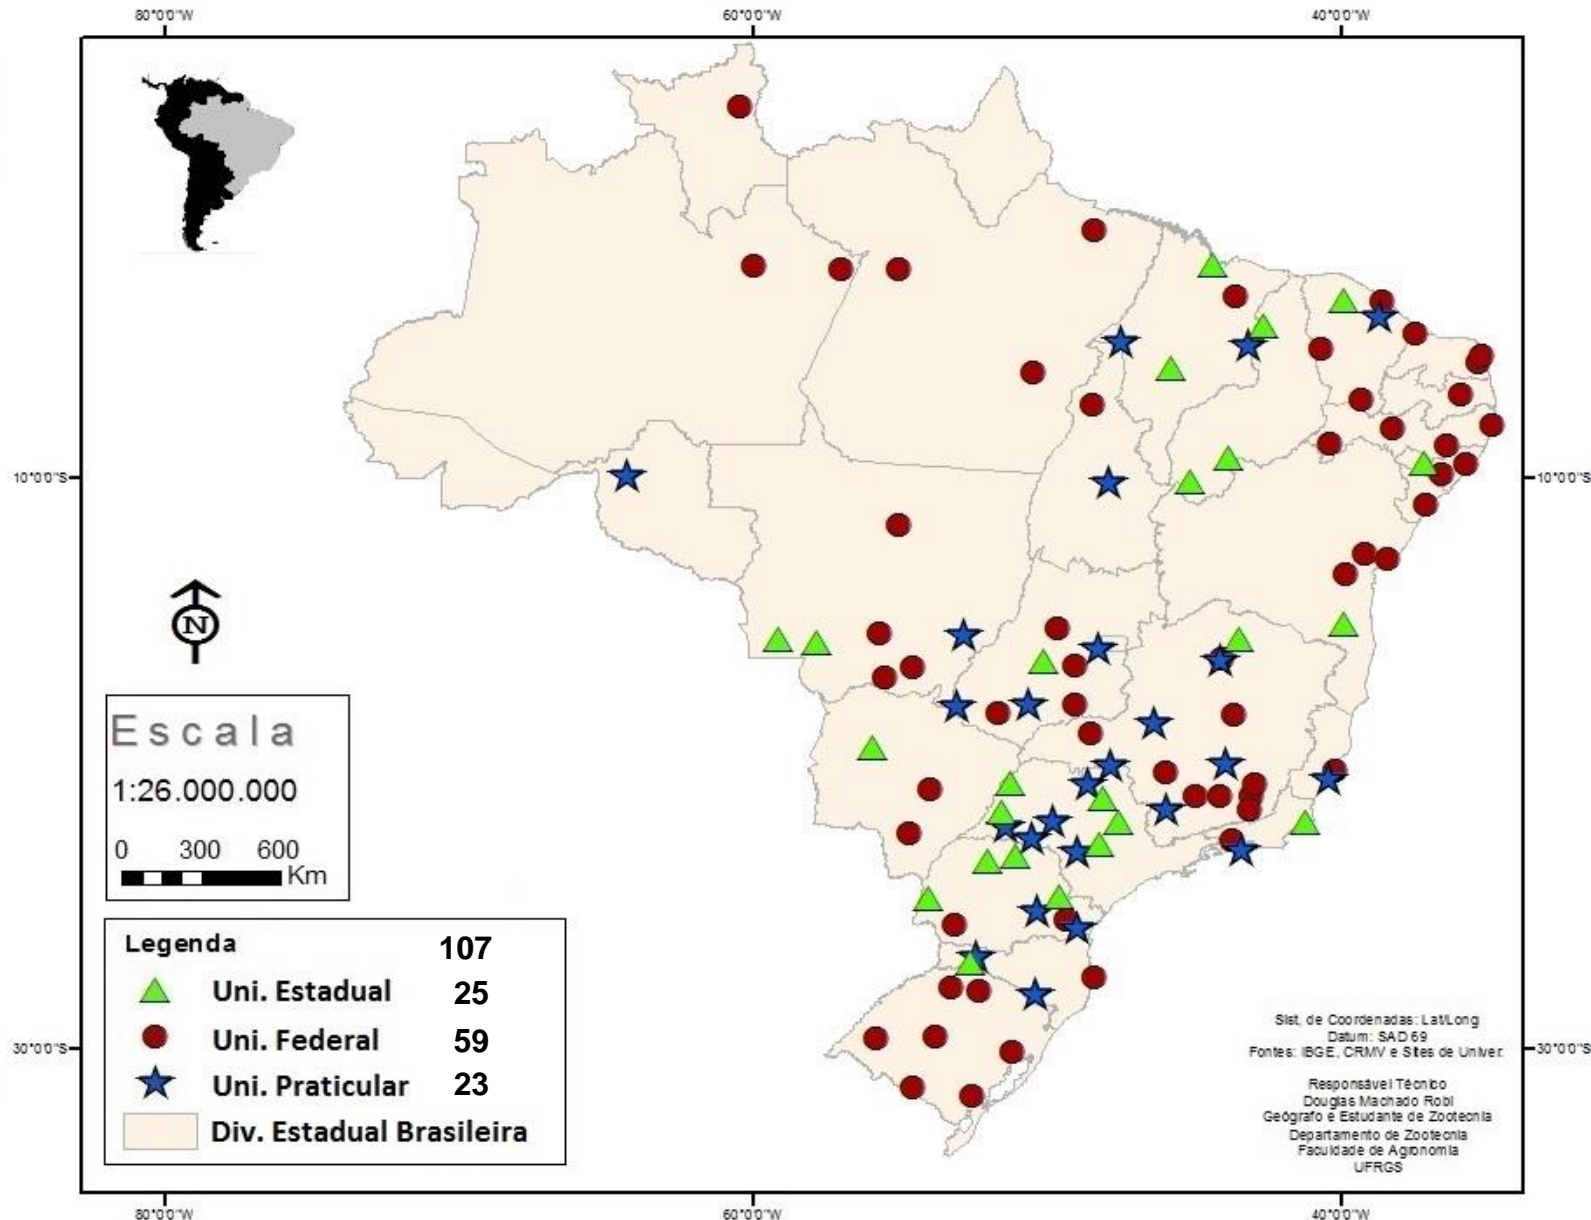 80°0'0"W 60°0'0"W 40°0'0"W
10°0'0"S 10°0'0"S
N
Escala
1:26.000.000
0 300 600
Km
Legenda 107
Uni. Estadual 25
Uni. Federal 59
Uni. Praticular 23
Div. Estadual Brasileira
30°0'0"S 30°0'0"S
Sist. de Coordenadas: Lat/Long
Datum: SAD 69
Fontes: IBGE, CRMV e Sites de Univer.
Responsável Técnico
Douglas Machado Robl
Geógrafo e Estudante de Zootecnia
Departamento de Zootecnia
Faculdade de Agronomia
UFRGS
80°0'0"W 60°0'0"W 40°0'0"W